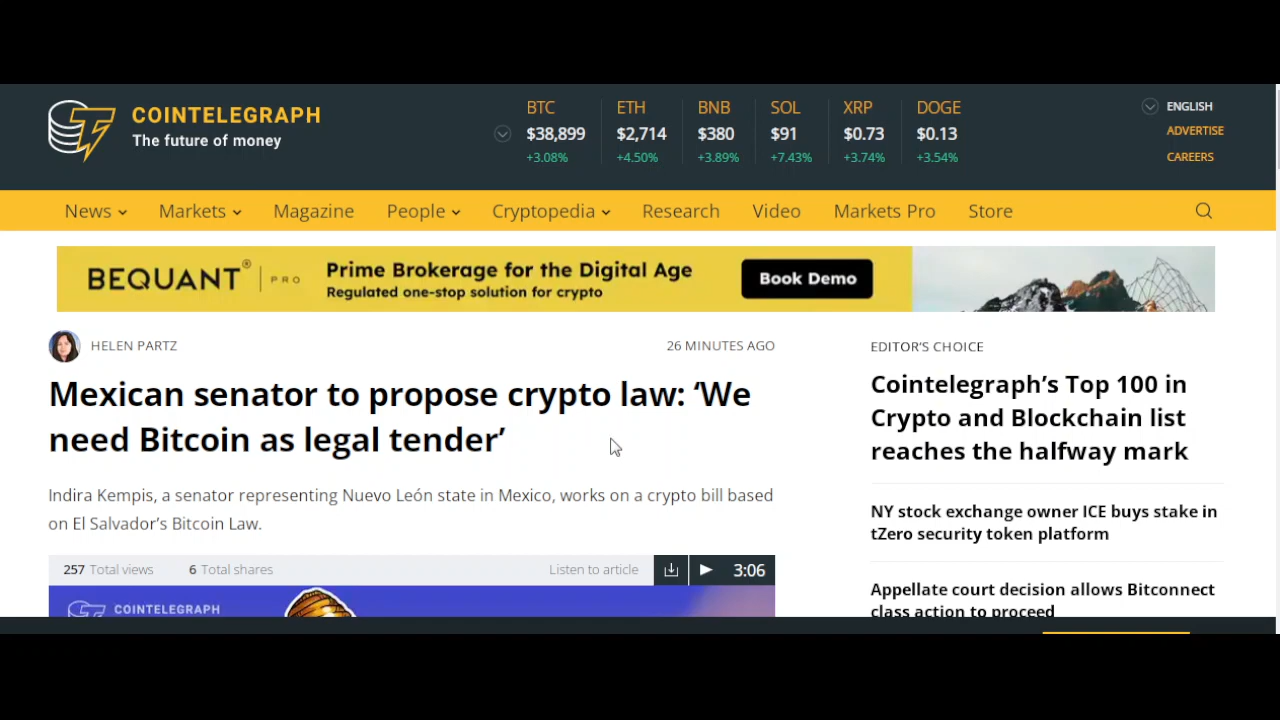 COINTELEGRAPH
The future of money
BTC ETH BNB SOL XRP DOGE
$38,899 $2,714 $380 $91 $0.73 $0.13
+3.08% +4.50% +3.89% +7.43% +3.74% +3.54%
ENGLISH
ADVERTISE
CAREERS
News Markets Magazine People Cryptopedia Research Video Markets Pro Store
BEQUANT® | PRO
Prime Brokerage for the Digital Age
Regulated one-stop solution for crypto
Book Demo
HELEN PARTZ
26 MINUTES AGO
Mexican senator to propose crypto law: ‘We
need Bitcoin as legal tender’
Indira Kempis, a senator representing Nuevo León state in Mexico, works on a crypto bill based
on El Salvador’s Bitcoin Law.
257 Total views 6 Total shares Listen to article 3:06
COINTELEGRAPH
EDITOR’S CHOICE
Cointelegraph’s Top 100 in
Crypto and Blockchain list
reaches the halfway mark
NY stock exchange owner ICE buys stake in
tZero security token platform
Appellate court decision allows Bitconnect
class action to proceed